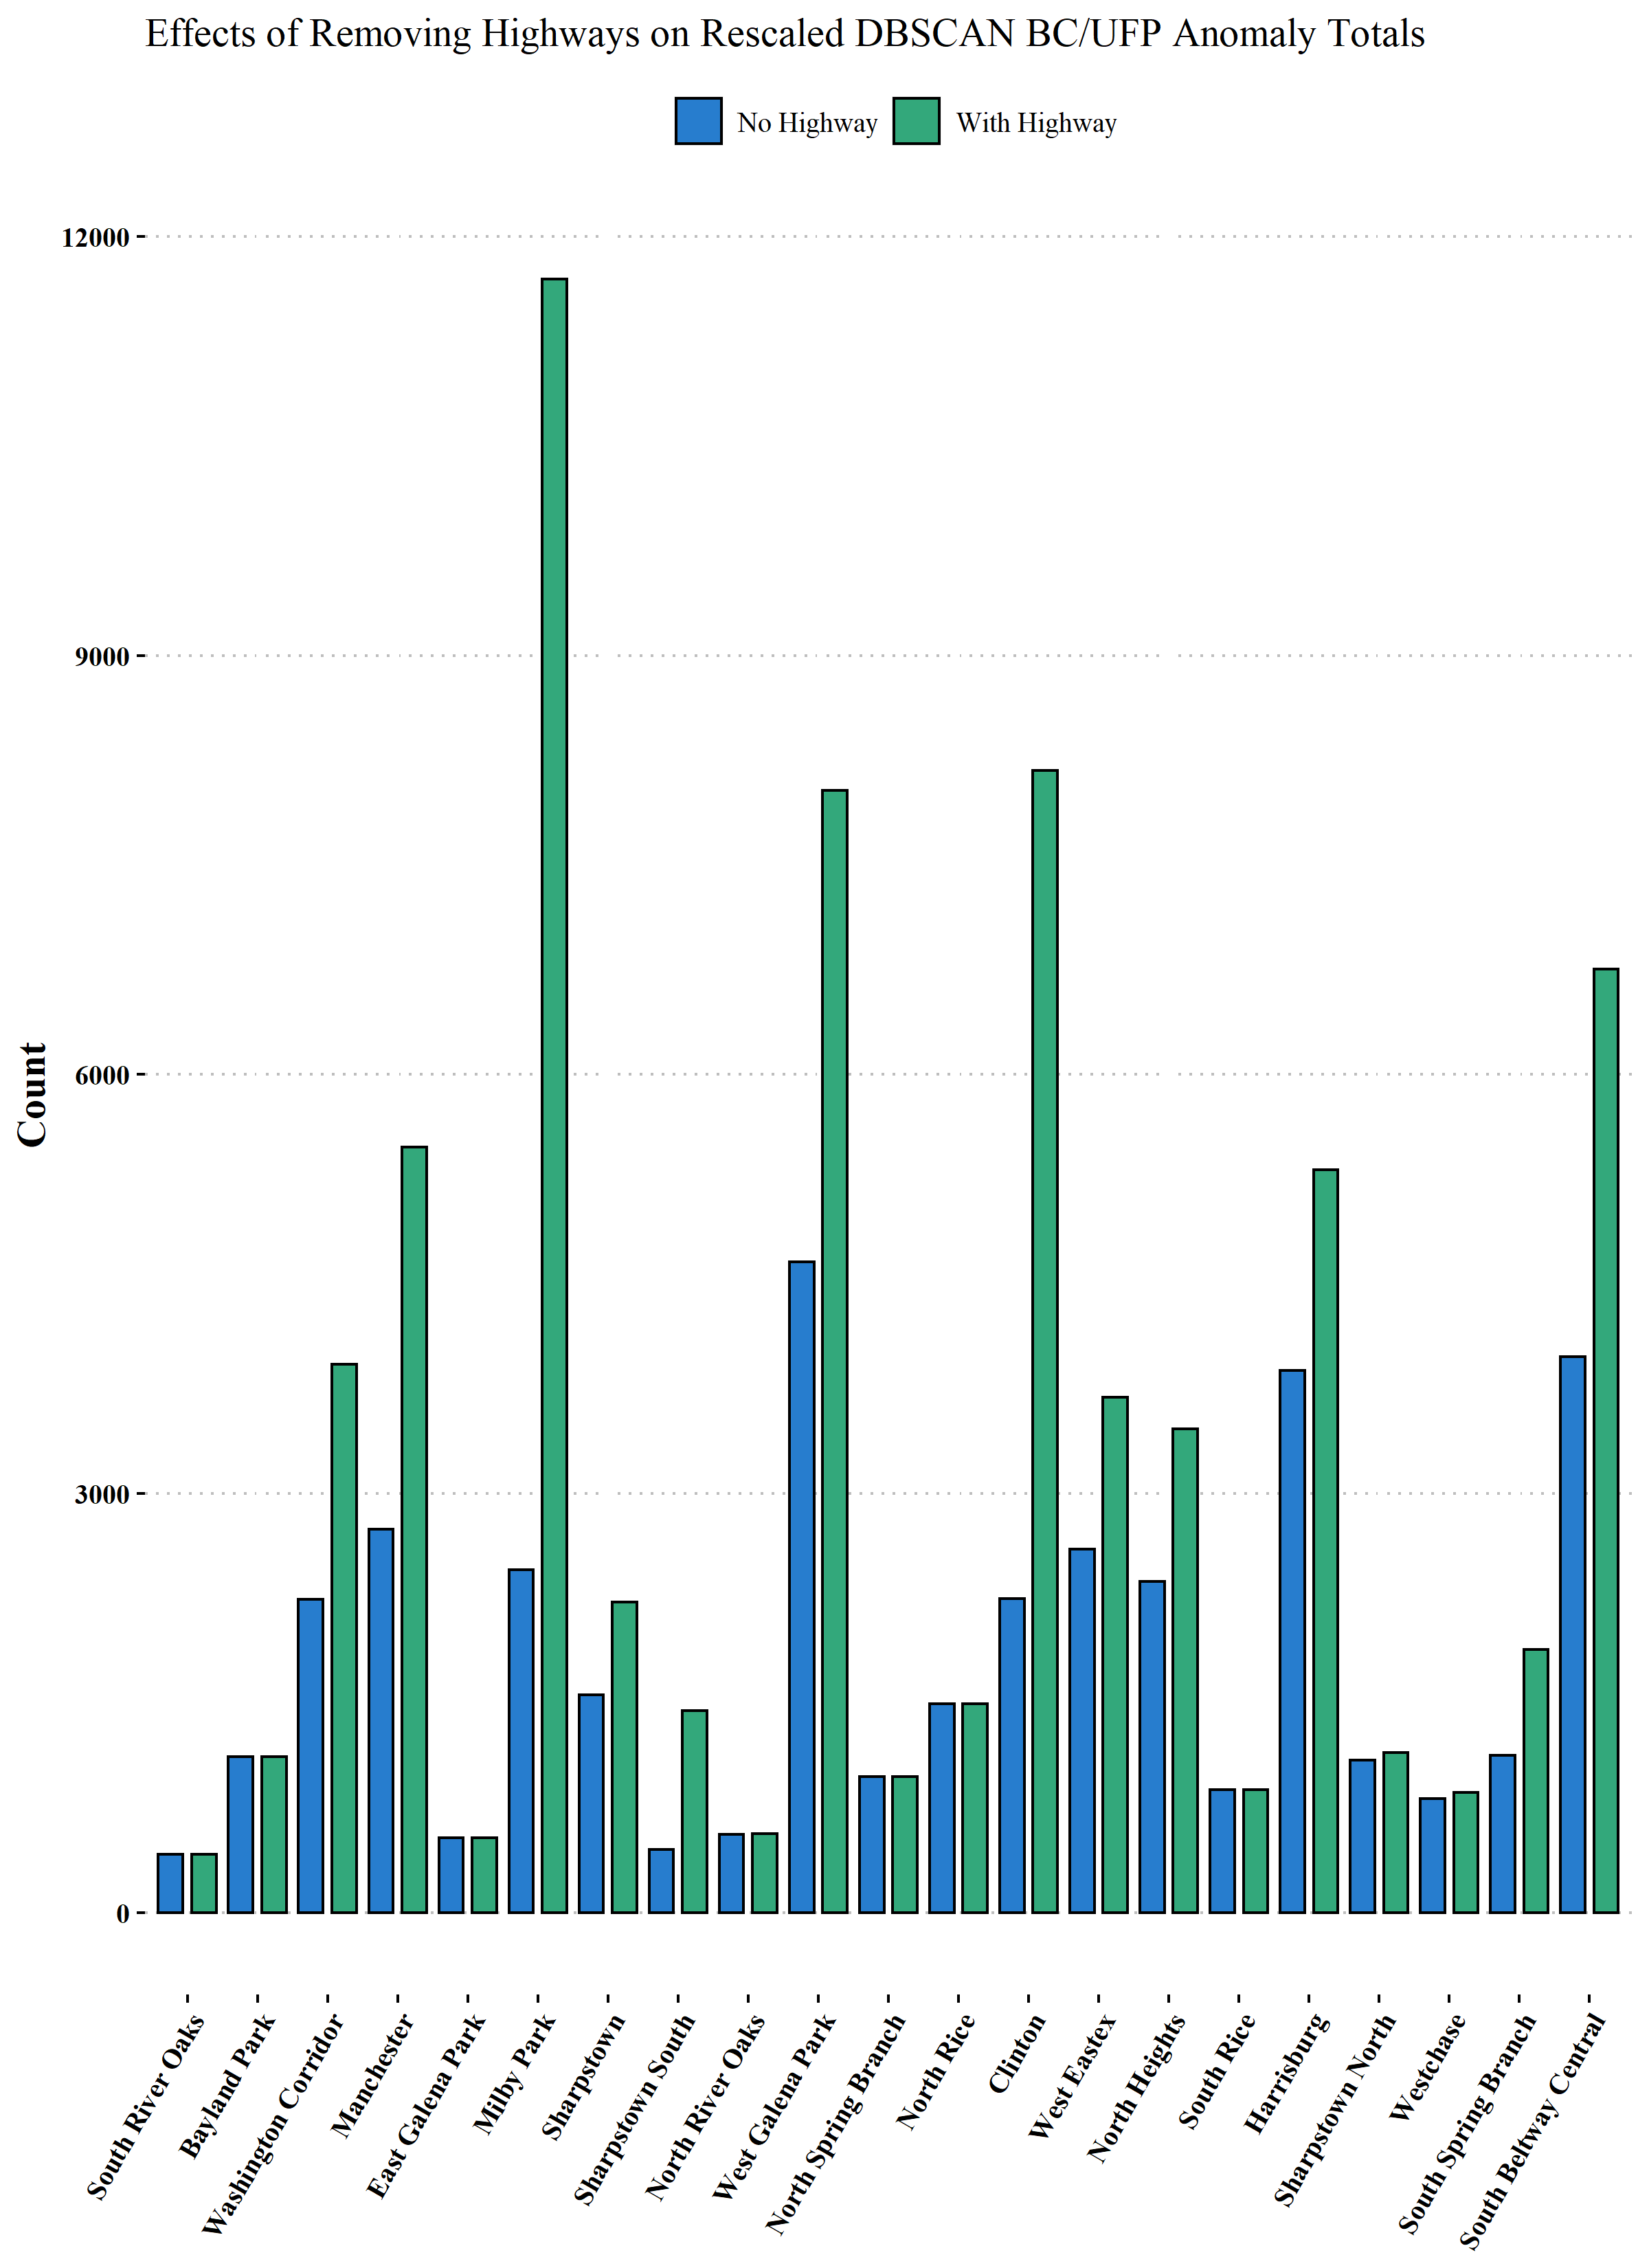 Effects of Removing Highways on Rescaled DBSCAN BC/UFP Anomaly Totals
No Highway
With Highway
12000
9000
6000
3000
0
Count
South River Oaks
Bayland Park
Washington Corridor
Manchester
East Galena Park
Milby Park
Sharpstown
Sharpstown South
North River Oaks
West Galena Park
North Spring Branch
North Rice
Clinton
West Eastex
North Heights
South Rice
Harrisburg
Sharpstown North
Westchase
South Spring Branch
South Beltway Central